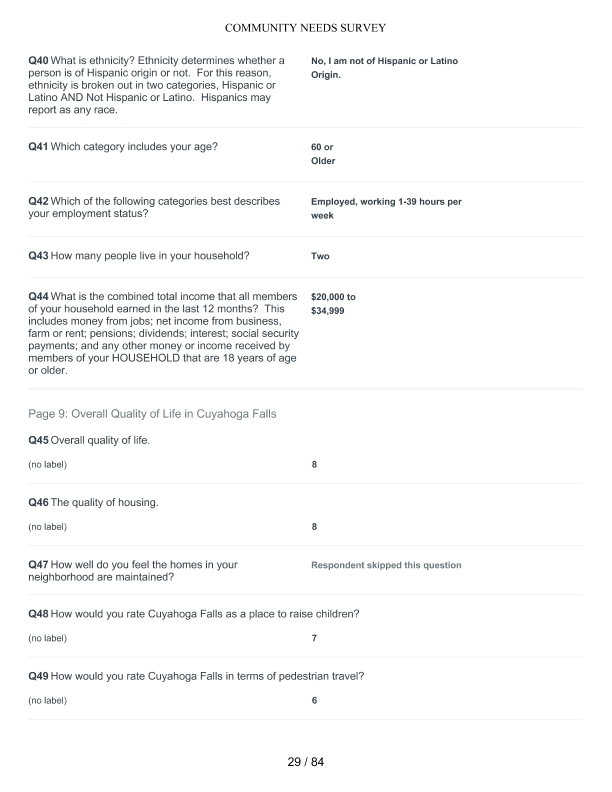 COMMUNITY NEEDS SURVEY
Q40 What is ethnicity? Ethnicity determines whether a
person is of Hispanic origin or not.  For this reason,
ethnicity is broken out in two categories, Hispanic or
Latino AND Not Hispanic or Latino.  Hispanics may
report as any race.
No, I am not of Hispanic or Latino
Origin.
Q41 Which category includes your age?
60 or
Older
Q42 Which of the following categories best describes
your employment status?
Employed, working 1-39 hours per
week
Q43 How many people live in your household?
Two
Q44 What is the combined total income that all members
of your household earned in the last 12 months?  This
includes money from jobs; net income from business,
farm or rent; pensions; dividends; interest; social security
payments; and any other money or income received by
members of your HOUSEHOLD that are 18 years of age
or older.
$20,000 to
$34,999
Page 9: Overall Quality of Life in Cuyahoga Falls
Q45 Overall quality of life.
(no label) 8
Q46 The quality of housing.
(no label) 8
Q47 How well do you feel the homes in your
neighborhood are maintained?
Respondent skipped this question
Q48 How would you rate Cuyahoga Falls as a place to raise children?
(no label) 7
Q49 How would you rate Cuyahoga Falls in terms of pedestrian travel?
(no label) 6
29 / 84